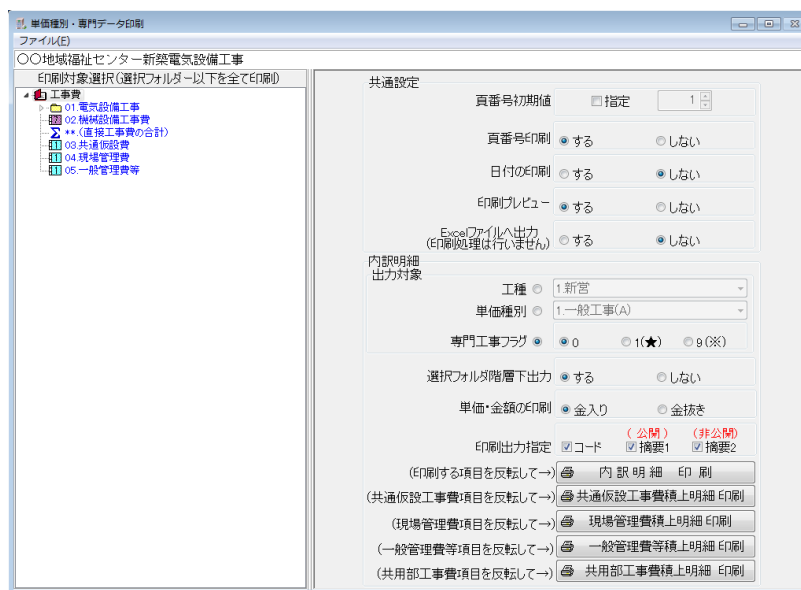 単価種別・専門データ印刷
ファイル(F)
〇〇地域福祉センター新築電気設備工事
印刷対象選択(選択フォルダー以下を全て印刷)
工事費
01.電気設備工事
02.機械設備工事費
**.(直接工事費の合計)
03.共通仮設費
04.現場管理費
05.一般管理費等
共通設定
頁番号初期値 指定 1
頁番号印刷 する しない
日付の印刷 する しない
印刷プレビュー する しない
Excelファイルへ出力
(印刷処理は行いません) する しない
内訳明細
出力対象
工種 1.新営
単価種別 1.一般工事(A)
専門工事フラグ 0 1(★) 9(※)
選択フォルダ階層下出力 する しない
単価・金額の印刷 金入り 金抜き
(公開) (非公開)
印刷出力指定 コード 摘要1 摘要2
(印刷する項目を反転して→) 内訳明細 印刷
(共通仮設工事費項目を反転して→) 共通仮設工事費積上明細 印刷
(現場管理費項目を反転して→) 現場管理費積上明細 印刷
(一般管理費等項目を反転して→) 一般管理費等積上明細 印刷
(共用部工事費項目を反転して→) 共用部工事費積上明細 印刷